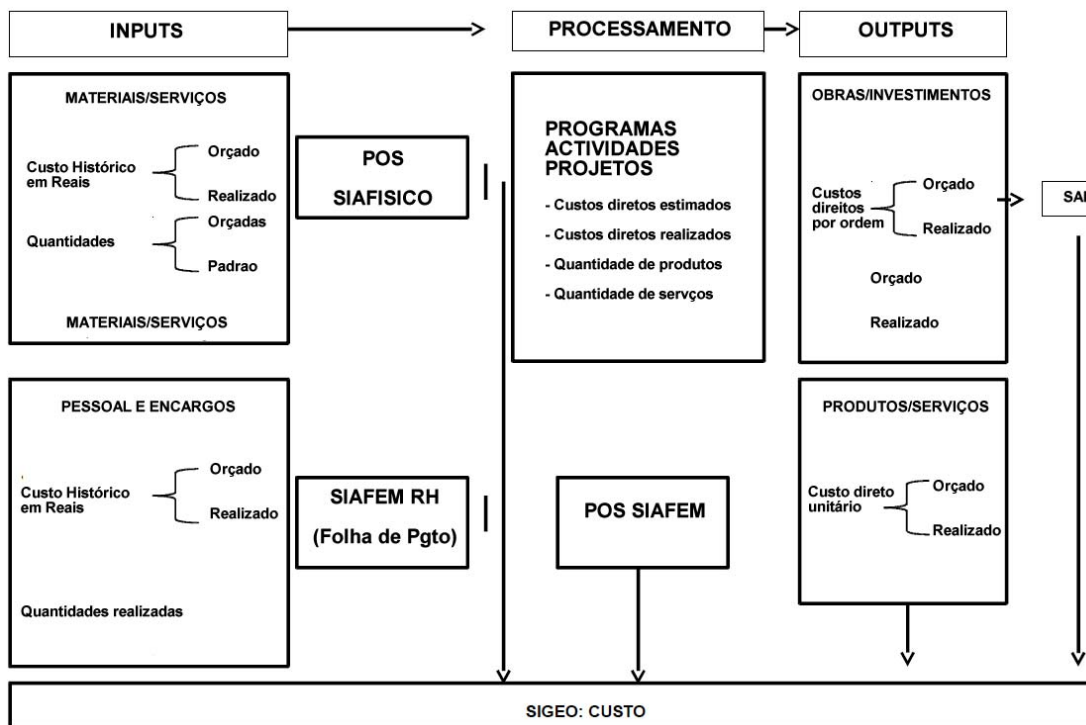 INPUTS
PROCESSAMENTO
OUTPUTS
MATERIAIS/SERVIÇOS
Custo Histórico
em Reais
Orçado
Realizado
Quantidades
Orçadas
Padrao
MATERIAIS/SERVIÇOS
POS
SIAFISICO
PROGRAMAS
ACTIVIDADES
PROJETOS
- Custos diretos estimados
- Custos diretos realizados
- Quantidade de produtos
- Quantidade de servços
OBRAS/INVESTIMENTOS
Custos
direitos
por ordem
Orçado
Realizado
Orçado
Realizado
PESSOAL E ENCARGOS
Custo Histórico
em Reais
Orçado
Realizado
Quantidades realizadas
SIAFEM RH
(Folha de Pgto)
POS SIAFEM
PRODUTOS/SERVIÇOS
Custo direto
unitário
Orçado
Realizado
SIGEO: CUSTO